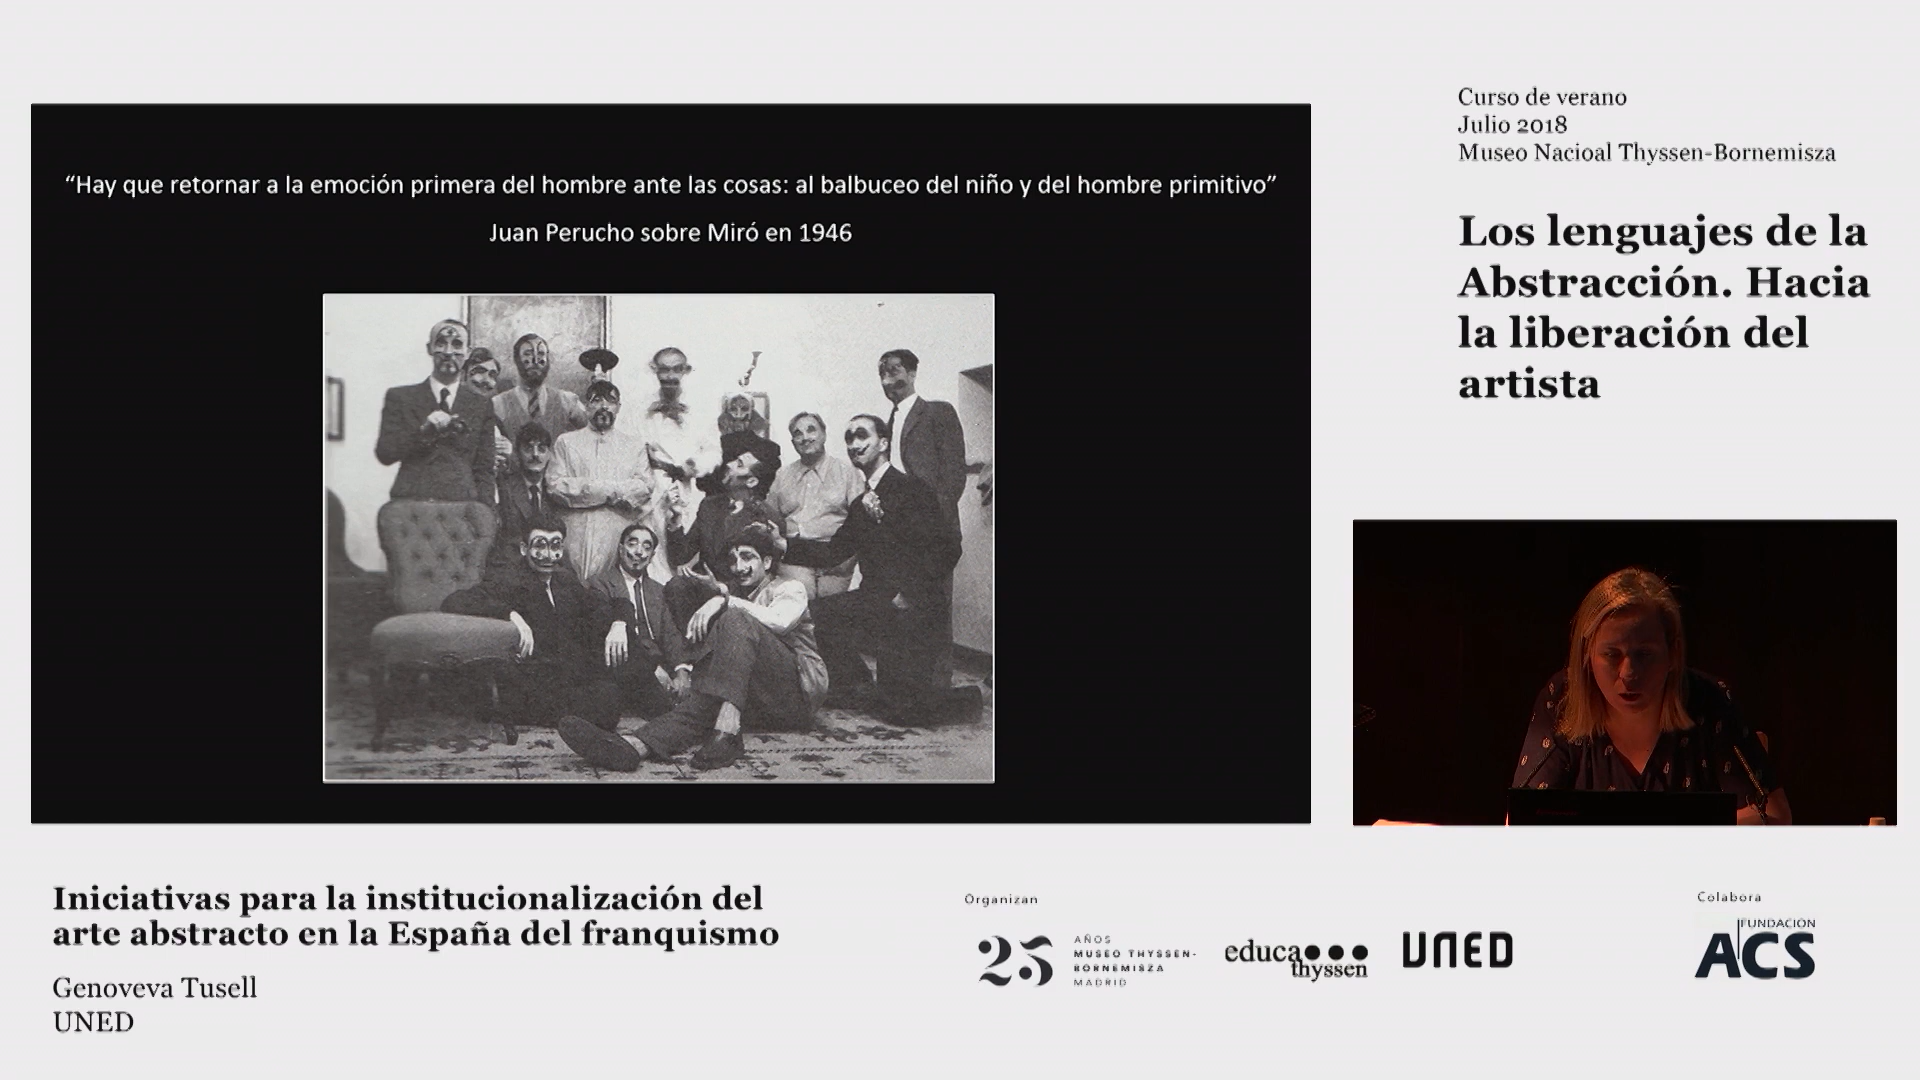 Curso de verano
Julio 2018
Museo Nacioal Thyssen-Bornemisza
Los lenguajes de la
Abstracción. Hacia
la liberación del
artista
“Hay que retornar a la emoción primera del hombre ante las cosas: al balbuceo del niño y del hombre primitivo”
Juan Perucho sobre Miró en 1946
Iniciativas para la institucionalización del
arte abstracto en la España del franquismo
Genoveva Tusell
UNED
Organizan
25
AÑOS
MUSEO THYSSEN-
BORNEMISZA
MADRID
educa
thyssen
UNED
Colabora
FUNDACIÓN
ACS